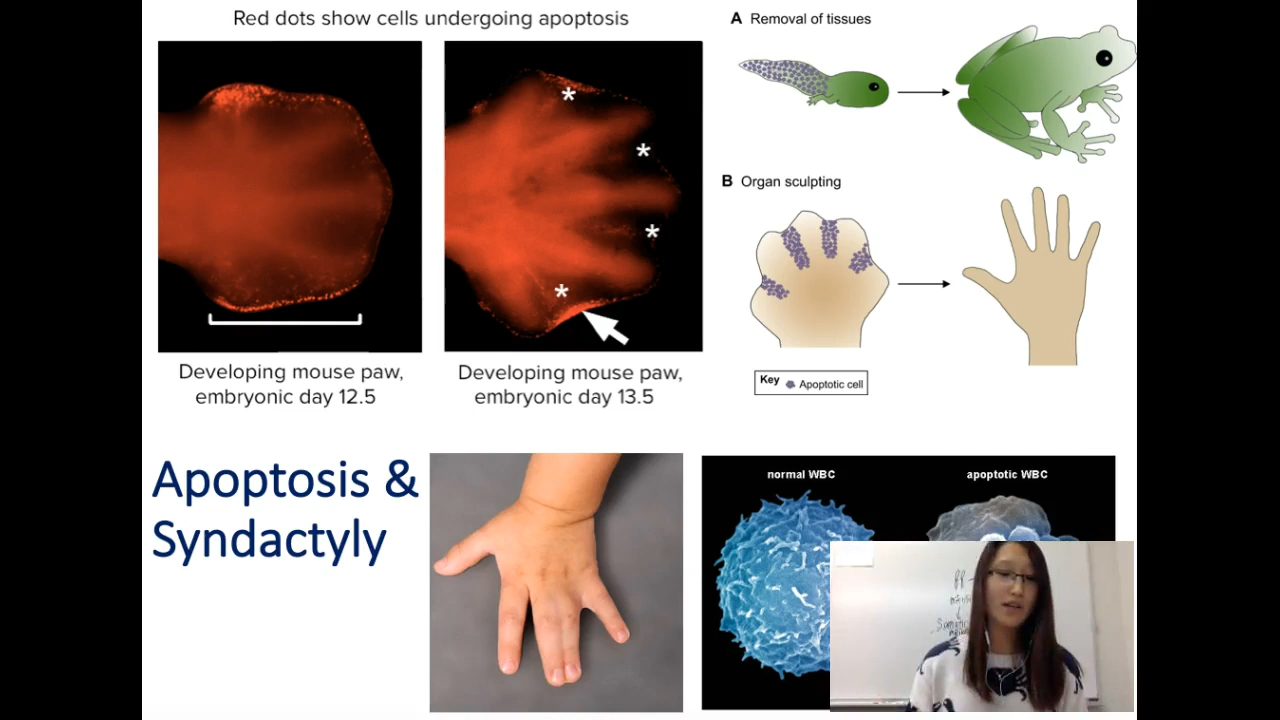 Red dots show cells undergoing apoptosis
Developing mouse paw,
embryonic day 12.5
Developing mouse paw,
embryonic day 13.5
A Removal of tissues
B Organ sculpting
Key Apoptotic cell
Apoptosis &
Syndactyly
normal WBC
apoptotic WBC